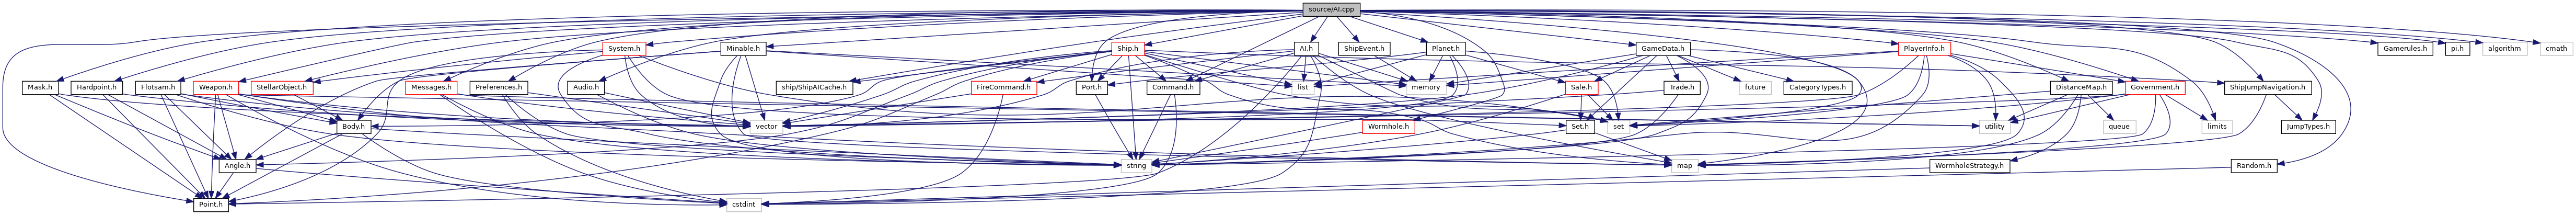 source/AI.cpp
System.h
Minable.h
Ship.h
AI.h
ShipEvent.h
Planet.h
GameData.h
PlayerInfo.h
Gamerules.h
pi.h
algorithm
cmath
Mask.h
Hardpoint.h
Flotsam.h
Weapon.h
StellarObject.h
Messages.h
Preferences.h
Audio.h
ship/ShipAICache.h
FireCommand.h
Port.h
Command.h
list
memory
Sale.h
Trade.h
future
CategoryTypes.h
DistanceMap.h
Government.h
ShipJumpNavigation.h
Body.h
vector
Wormhole.h
Set.h
set
utility
queue
limits
JumpTypes.h
Angle.h
string
map
WormholeStrategy.h
Random.h
Point.h
cstdint